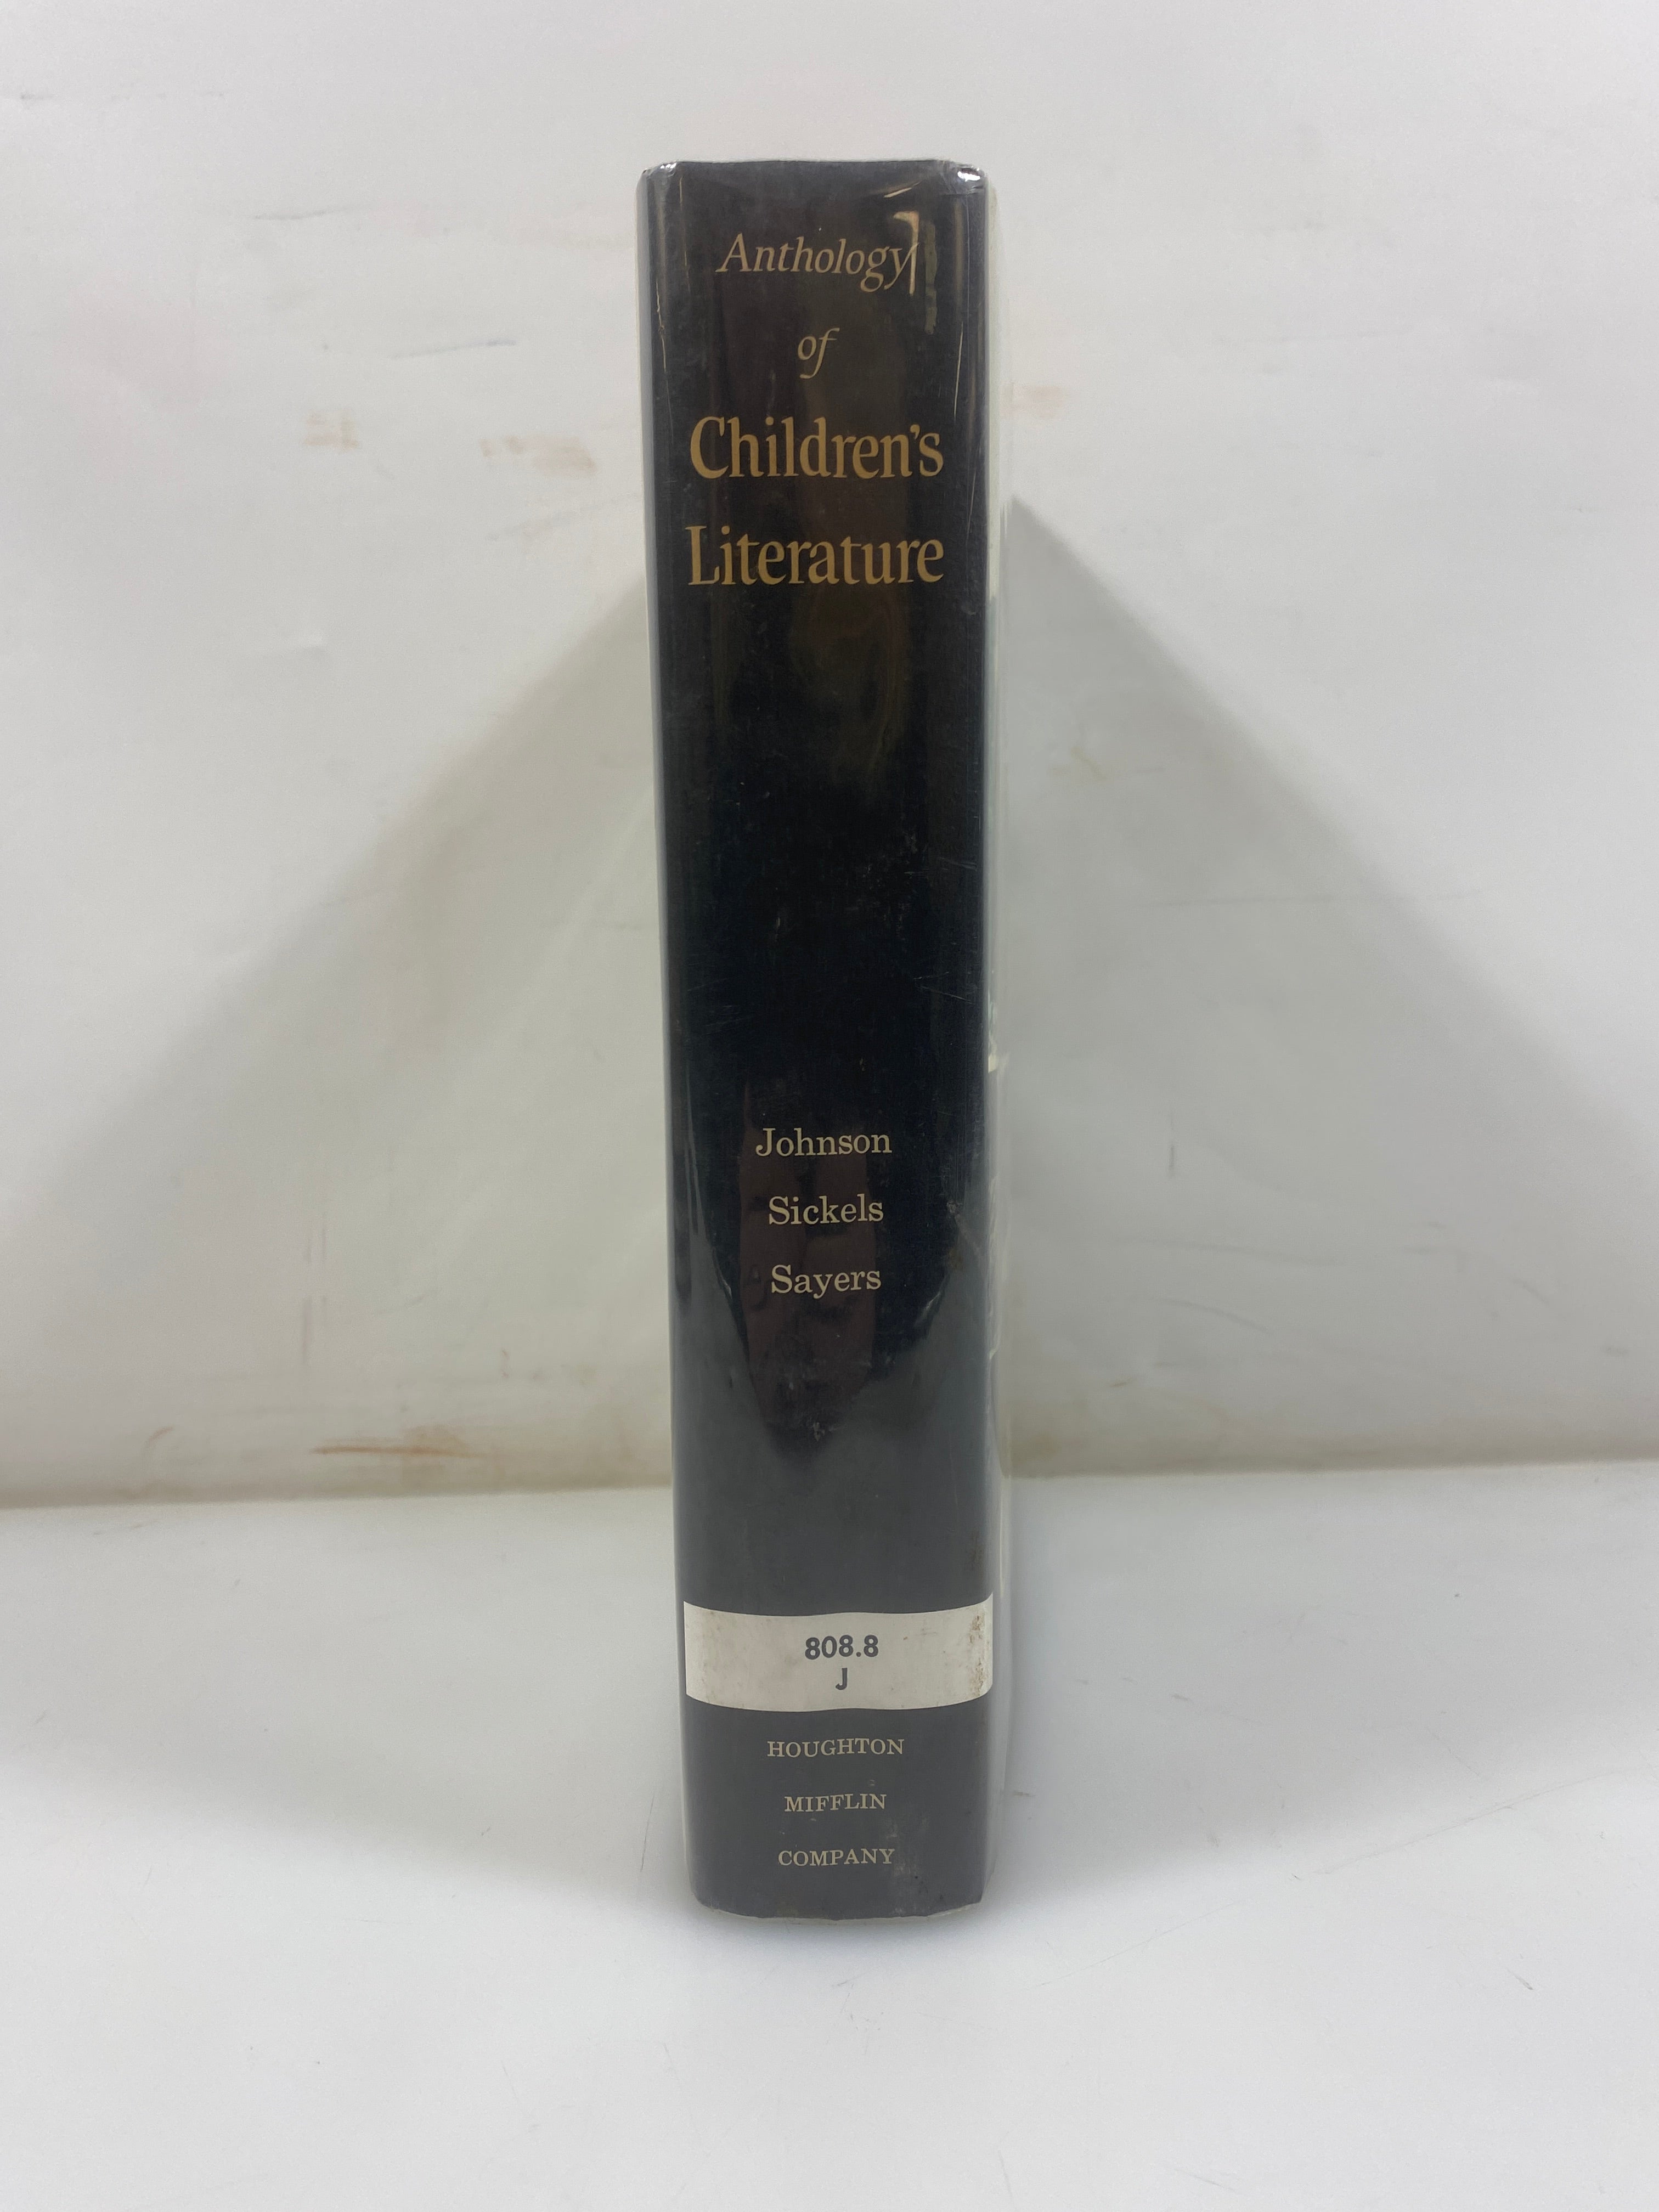 Anthology
of
Children's
Literature
Johnson
Sickels
Sayers
808.8
J
HOUGHTON
MIFFLIN
COMPANY